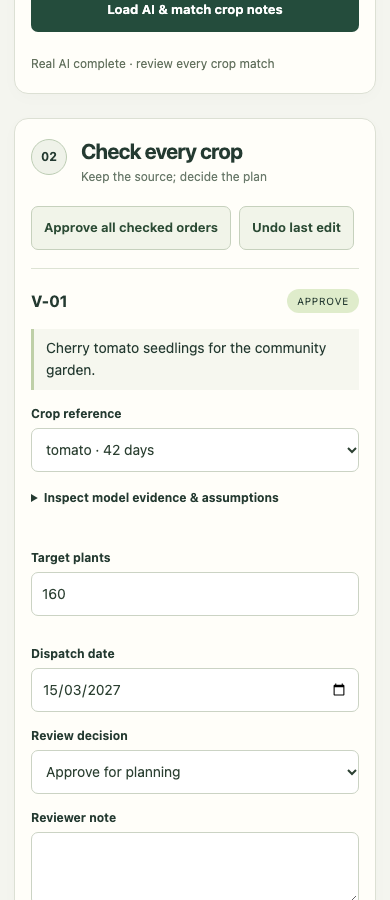 Load AI & match crop notes
Real AI complete · review every crop match
02
Check every crop
Keep the source; decide the plan
Approve all checked orders
Undo last edit
V-01
APPROVE
Cherry tomato seedlings for the community
garden.
Crop reference
tomato · 42 days
Inspect model evidence & assumptions
Target plants
160
Dispatch date
15/03/2027
Review decision
Approve for planning
Reviewer note